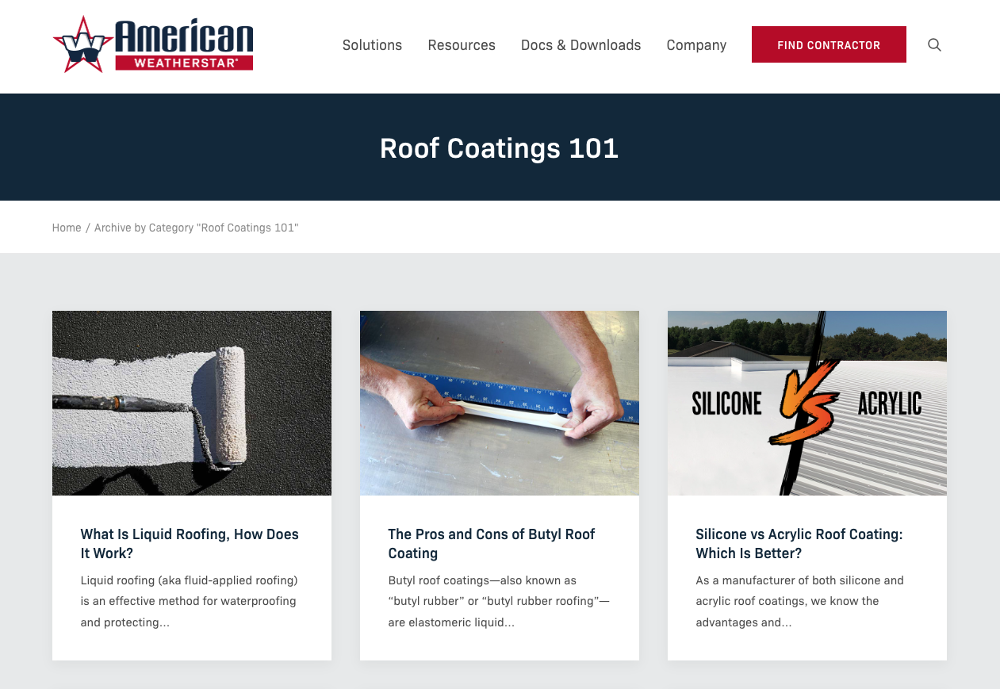 American
WEATHERSTAR®
Solutions
Resources
Docs & Downloads
Company
FIND CONTRACTOR
Roof Coatings 101
Home / Archive by Category "Roof Coatings 101"
SILICONE VS ACRYLIC
What Is Liquid Roofing, How Does
It Work?
Liquid roofing (aka fluid-applied roofing)
is an effective method for waterproofing
and protecting…
The Pros and Cons of Butyl Roof
Coating
Butyl roof coatings—also known as
“butyl rubber” or “butyl rubber roofing”—
are elastomeric liquid…
Silicone vs Acrylic Roof Coating:
Which Is Better?
As a manufacturer of both silicone and
acrylic roof coatings, we know the
advantages and…